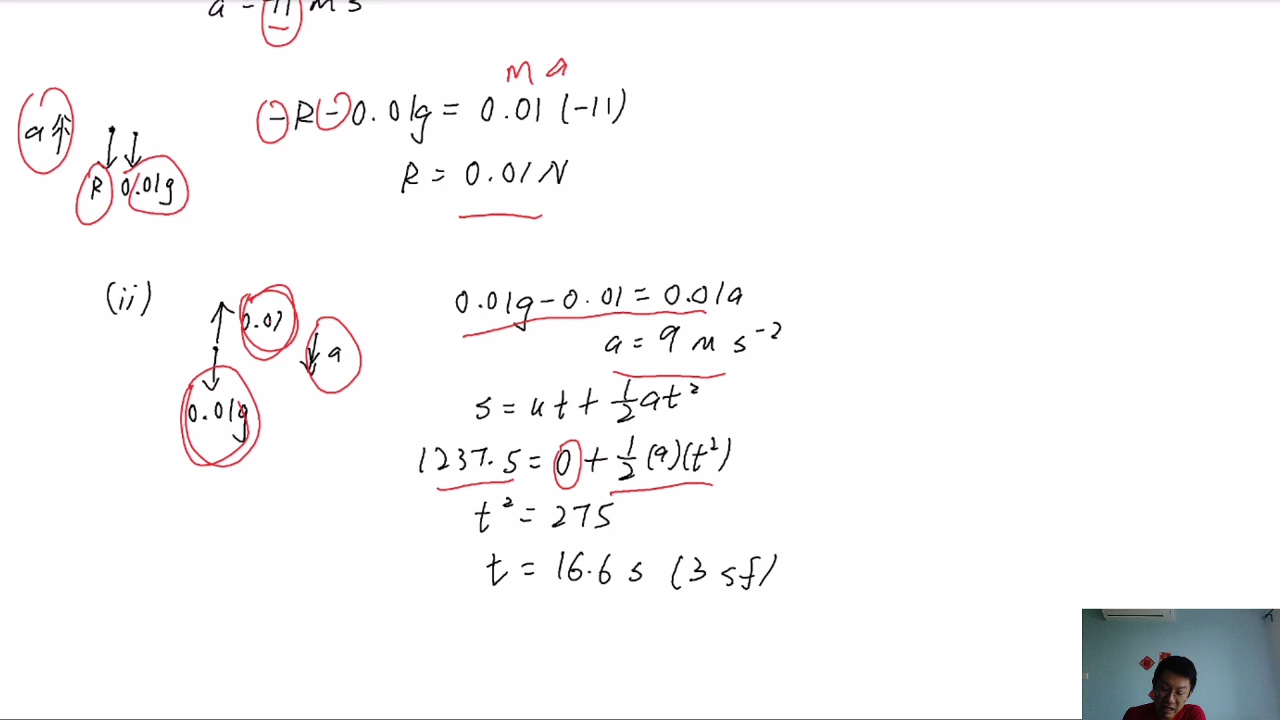 a = -11 m s
m a
a
-R - 0.01g = 0.01 (-11)
R 0.01g
R = 0.01 N
(ii)
0.01
a
0.01g
0.01g - 0.01 = 0.01a
a = 9 m s⁻²
s = ut + ½at²
1237.5 = 0 + ½(9)(t²)
t² = 275
t = 16.6 s (3 sf)